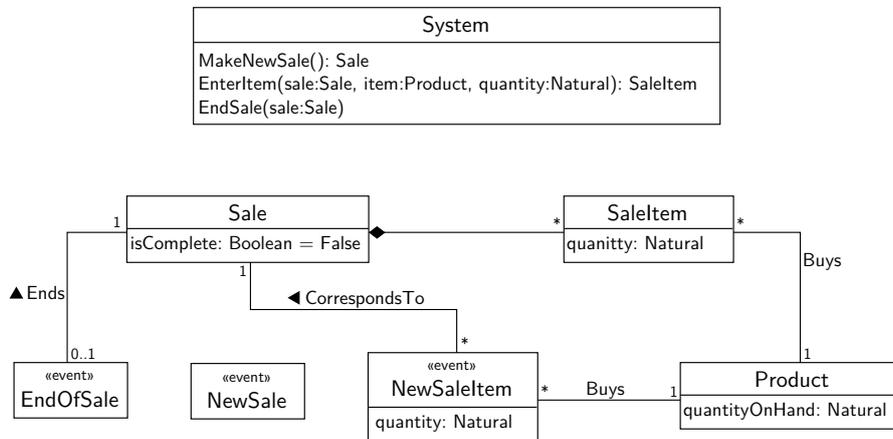 System
MakeNewSale(): Sale
EnterItem(sale:Sale, item:Product, quantity:Natural): SaleItem
EndSale(sale:Sale)
Sale
isComplete: Boolean = False
SaleItem
quanitty: Natural
1
*
*
Buys
1
▲Ends
◀ CorrespondsTo
0..1
*
1
«event»
EndOfSale
«event»
NewSale
«event»
NewSaleItem
quantity: Natural
*
Buys
1
Product
quantityOnHand: Natural